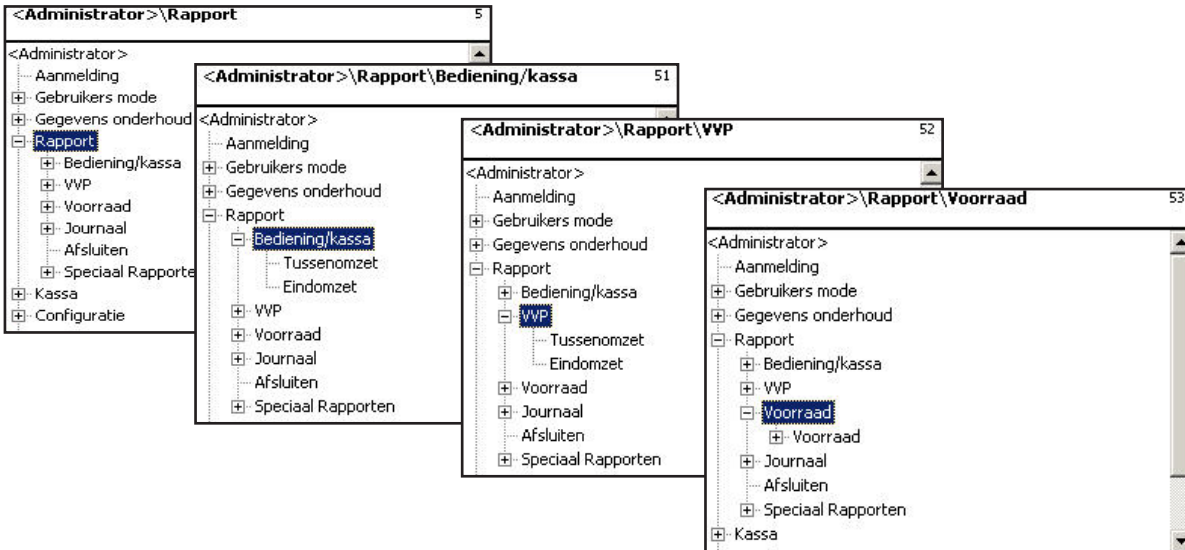 <Administrator>\Rapport 5
<Administrator>
Aanmelding
Gebruikers mode
Gegevens onderhoud
Rapport
Bediening/kassa
VVP
Voorraad
Journaal
Afsluiten
Speciaal Rapporte
Kassa
Configuratie
<Administrator>\Rapport\Bediening/kassa 51
<Administrator>
Aanmelding
Gebruikers mode
Gegevens onderhoud
Rapport
Bediening/kassa
Tussenomzet
Eindomzet
VVP
Voorraad
Journaal
Afsluiten
Speciaal Rapporten
<Administrator>\Rapport\VVP 52
<Administrator>
Aanmelding
Gebruikers mode
Gegevens onderhoud
Rapport
Bediening/kassa
VVP
Tussenomzet
Eindomzet
Voorraad
Journaal
Afsluiten
Speciaal Rapporten
<Administrator>\Rapport\Voorraad 53
<Administrator>
Aanmelding
Gebruikers mode
Gegevens onderhoud
Rapport
Bediening/kassa
VVP
Voorraad
Voorraad
Journaal
Afsluiten
Speciaal Rapporten
Kassa